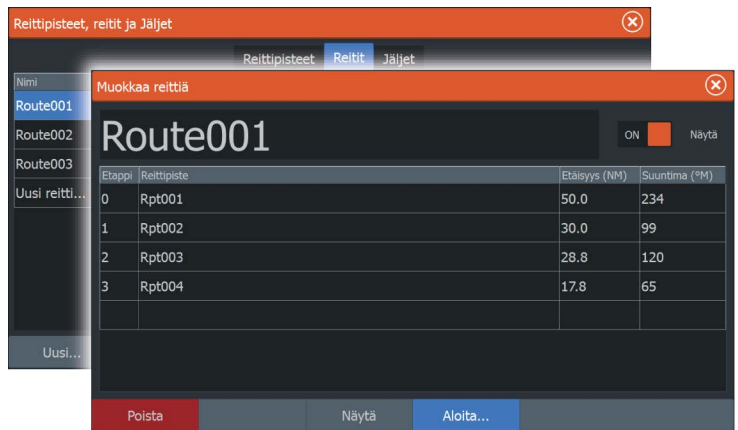 Reittipisteet, reitit ja Jäljet
Reittipisteet Reitit Jäljet
Nimi
Route001
Route002
Route003
Uusi reitti...
Uusi...
Muokkaa reittiä
Route001 ON Näytä
Etappi Reittipiste Etäisyys (NM) Suuntima (°M)
0 Rpt001 50.0 234
1 Rpt002 30.0 99
2 Rpt003 28.8 120
3 Rpt004 17.8 65
Poista Näytä Aloita...